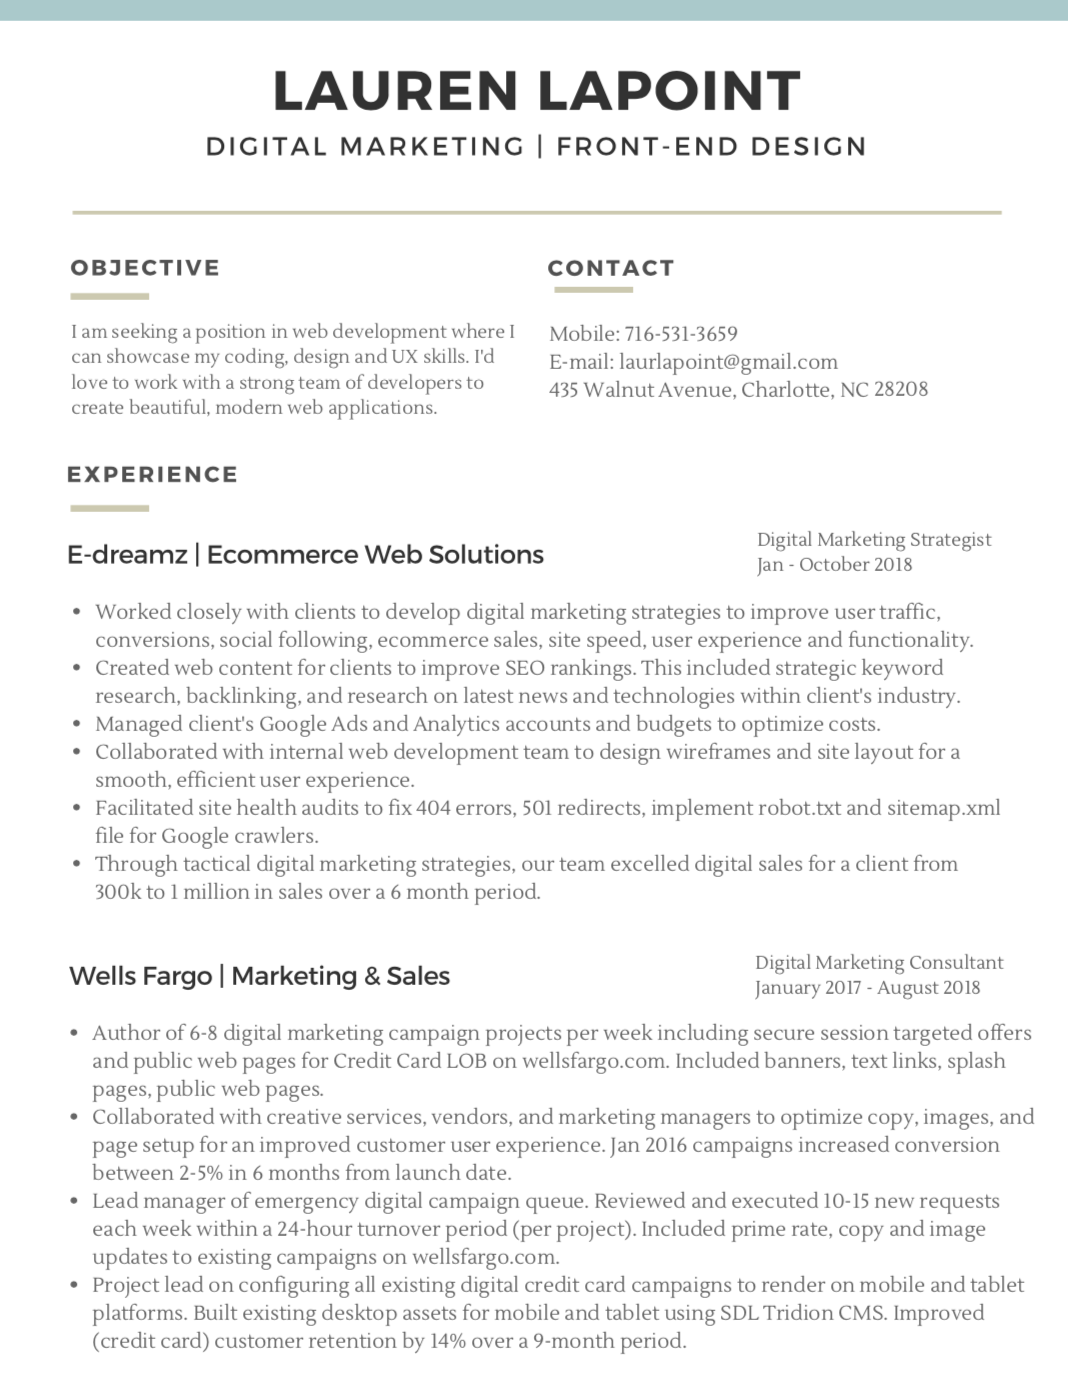 LAUREN LAPOINT
DIGITAL MARKETING | FRONT-END DESIGN
OBJECTIVE
I am seeking a position in web development where I
can showcase my coding, design and UX skills. I'd
love to work with a strong team of developers to
create beautiful, modern web applications.
CONTACT
Mobile: 716-531-3659
E-mail: laurlapoint@gmail.com
435 Walnut Avenue, Charlotte, NC 28208
EXPERIENCE
E-dreamz | Ecommerce Web Solutions
Digital Marketing Strategist
Jan - October 2018
• Worked closely with clients to develop digital marketing strategies to improve user traffic,
conversions, social following, ecommerce sales, site speed, user experience and functionality.
• Created web content for clients to improve SEO rankings. This included strategic keyword
research, backlinking, and research on latest news and technologies within client's industry.
• Managed client's Google Ads and Analytics accounts and budgets to optimize costs.
• Collaborated with internal web development team to design wireframes and site layout for a
smooth, efficient user experience.
• Facilitated site health audits to fix 404 errors, 501 redirects, implement robot.txt and sitemap.xml
file for Google crawlers.
• Through tactical digital marketing strategies, our team excelled digital sales for a client from
300k to 1 million in sales over a 6 month period.
Wells Fargo | Marketing & Sales
Digital Marketing Consultant
January 2017 - August 2018
• Author of 6-8 digital marketing campaign projects per week including secure session targeted offers
and public web pages for Credit Card LOB on wellsfargo.com. Included banners, text links, splash
pages, public web pages.
• Collaborated with creative services, vendors, and marketing managers to optimize copy, images, and
page setup for an improved customer user experience. Jan 2016 campaigns increased conversion
between 2-5% in 6 months from launch date.
• Lead manager of emergency digital campaign queue. Reviewed and executed 10-15 new requests
each week within a 24-hour turnover period (per project). Included prime rate, copy and image
updates to existing campaigns on wellsfargo.com.
• Project lead on configuring all existing digital credit card campaigns to render on mobile and tablet
platforms. Built existing desktop assets for mobile and tablet using SDL Tridion CMS. Improved
(credit card) customer retention by 14% over a 9-month period.